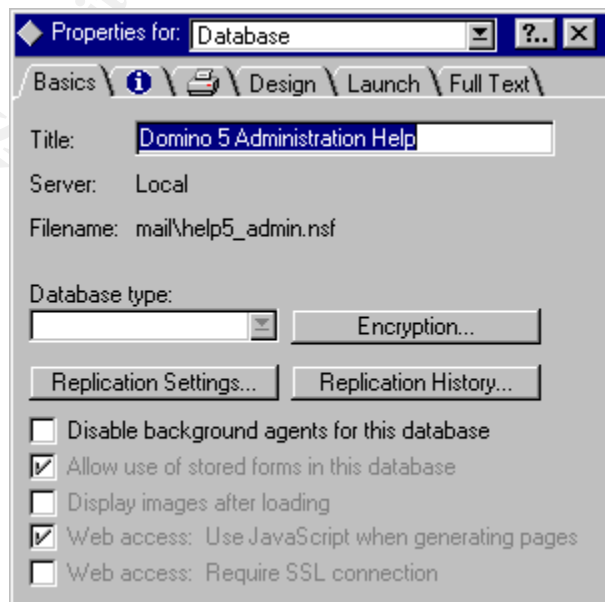 Properties for: Database ?..
Basics i Design Launch Full Text
Title: Domino 5 Administration Help
Server: Local
Filename: mail\help5_admin.nsf
Database type:
Encryption...
Replication Settings... Replication History...
Disable background agents for this database
Allow use of stored forms in this database
Display images after loading
Web access: Use JavaScript when generating pages
Web access: Require SSL connection